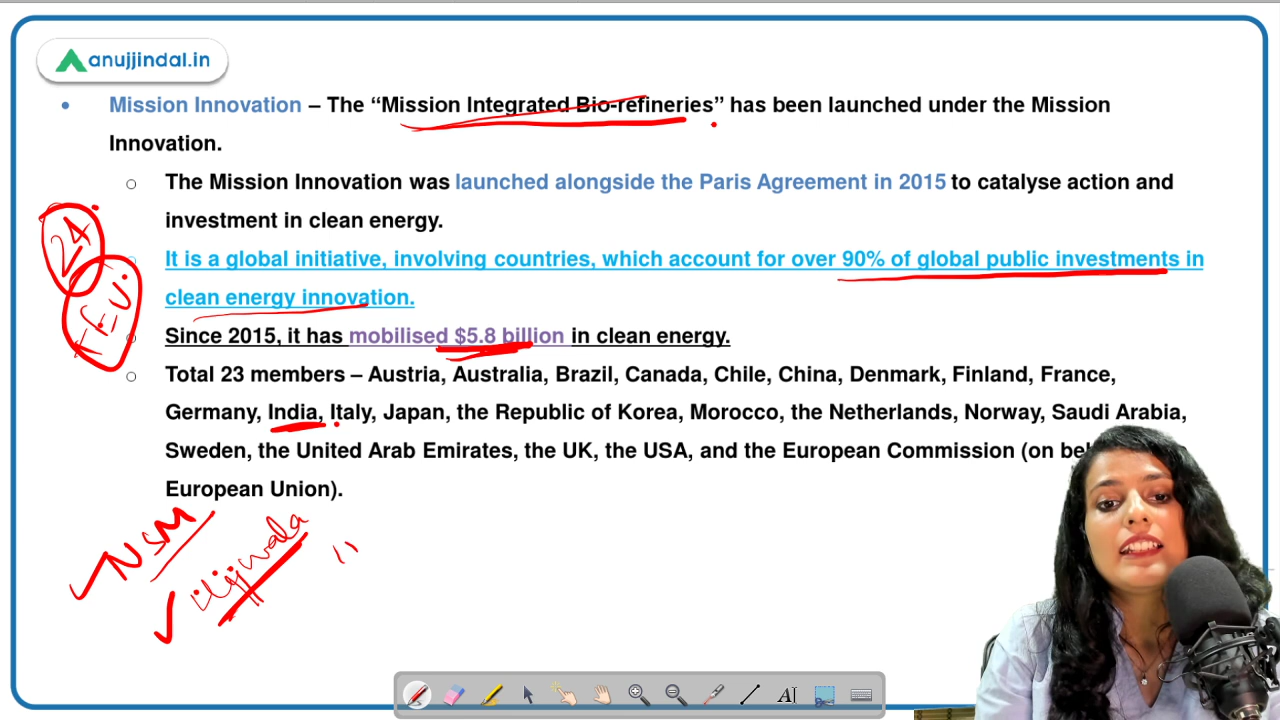 anujjindal.in
• Mission Innovation – The “Mission Integrated Bio-refineries” has been launched under the Mission
Innovation.
○ The Mission Innovation was launched alongside the Paris Agreement in 2015 to catalyse action and
investment in clean energy.
○ It is a global initiative, involving countries, which account for over 90% of global public investments in
clean energy innovation.
○ Since 2015, it has mobilised $5.8 billion in clean energy.
○ Total 23 members – Austria, Australia, Brazil, Canada, Chile, China, Denmark, Finland, France,
Germany, India, Italy, Japan, the Republic of Korea, Morocco, the Netherlands, Norway, Saudi Arabia,
Sweden, the United Arab Emirates, the UK, the USA, and the European Commission (on
European Union).
24
NSM
Ujjwala